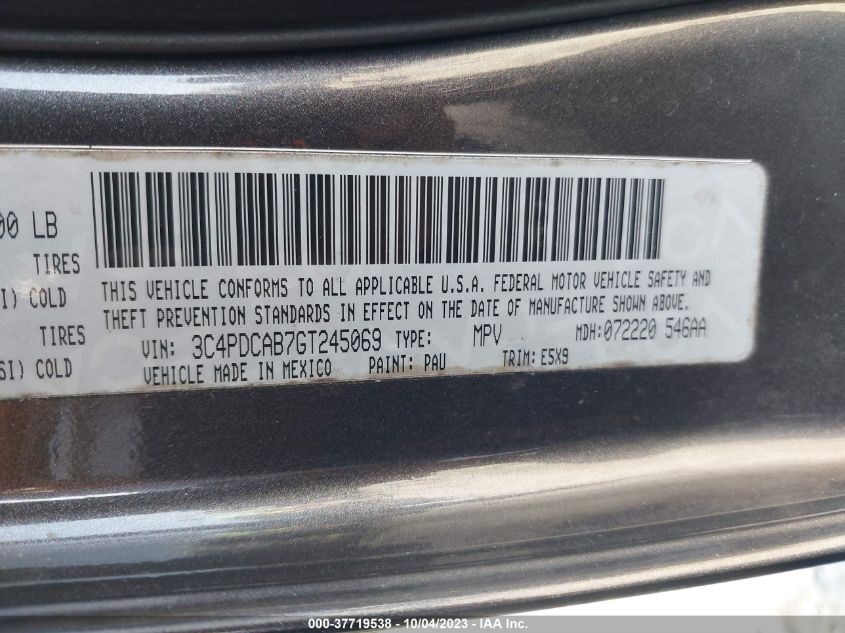 00 LB
TIRES
I) COLD
TIRES
SI) COLD
THIS VEHICLE CONFORMS TO ALL APPLICABLE U.S.A. FEDERAL MOTOR VEHICLE SAFETY AND
THEFT PREVENTION STANDARDS IN EFFECT ON THE DATE OF MANUFACTURE SHOWN ABOVE.
VIN: 3C4PDCAB7GT245069 TYPE: MPV MDH:072220 546AA
VEHICLE MADE IN MEXICO PAINT: PAU TRIM: E5X9
000-37719538 - 10/04/2023 - IAA Inc.